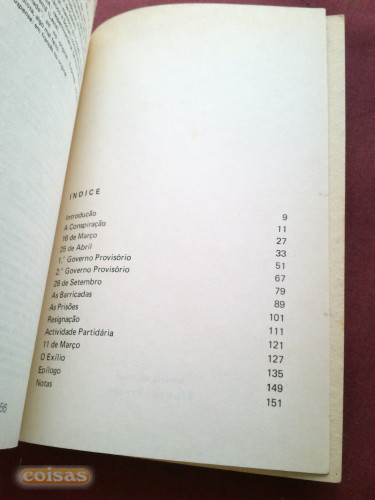 ÍNDICE
Introdução 9
A Conspiração 11
16 de Março 27
25 de Abril 33
1.° Governo Provisório 51
2.° Governo Provisório 67
28 de Setembro 79
As Barricadas 89
As Prisões 101
Resignação 111
Actividade Partidária 121
11 de Março 127
O Exílio 135
Epílogo 149
Notas 151
56
coisas